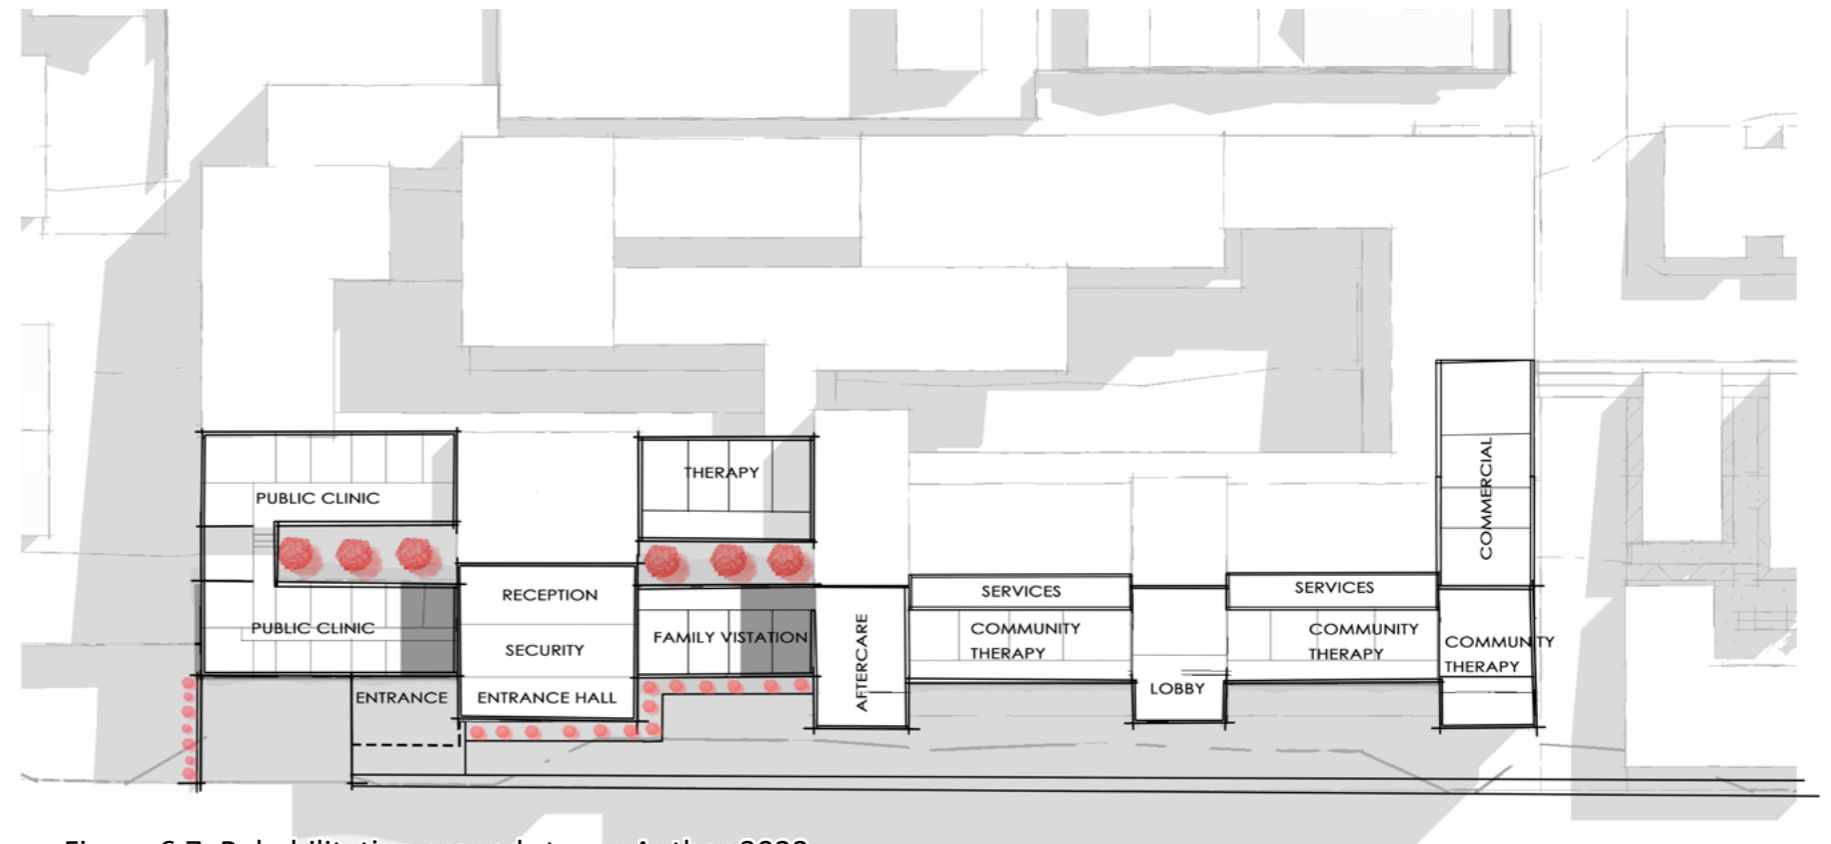 THERAPY
PUBLIC CLINIC
COMMERCIAL
RECEPTION
SERVICES
SERVICES
PUBLIC CLINIC
FAMILY VISTATION
COMMUNITY
THERAPY
COMMUNITY
THERAPY
COMMUNITY
THERAPY
SECURITY
AFTERCARE
ENTRANCE
ENTRANCE HALL
LOBBY